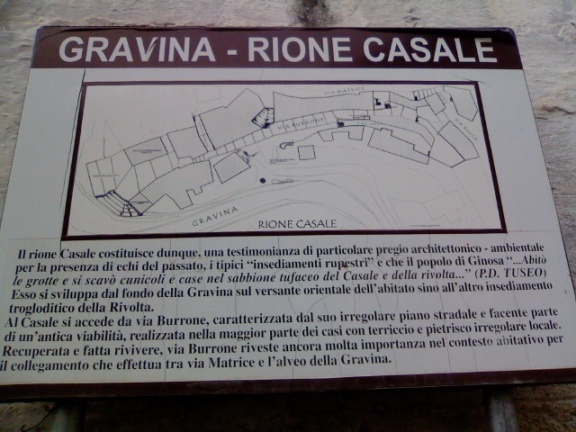 GRAVINA - RIONE CASALE
VIA MATRICE
VIA BURRONE
GRAVINA
RIONE CASALE
Il rione Casale costituisce dunque, una testimonianza di particolare pregio architettonico - ambientale
per la presenza di echi del passato, i tipici “insediamenti rupestri” e che il popolo di Ginosa “...Abitò
le grotte e si scavò cunicoli e case nel sabbione tufaceo del Casale e della rivolta...” (P.D. TUSEO)
Esso si sviluppa dal fondo della Gravina sul versante orientale dell'abitato sino all'altro insediamento
trogloditico della Rivolta.
Al Casale si accede da via Burrone, caratterizzata dal suo irregolare piano stradale e facente parte
di un'antica viabilità, realizzata nella maggior parte dei casi con terriccio e pietrisco irregolare locale.
Recuperata e fatta rivivere, via Burrone riveste ancora molta importanza nel contesto abitativo per
il collegamento che effettua tra via Matrice e l'alveo della Gravina.